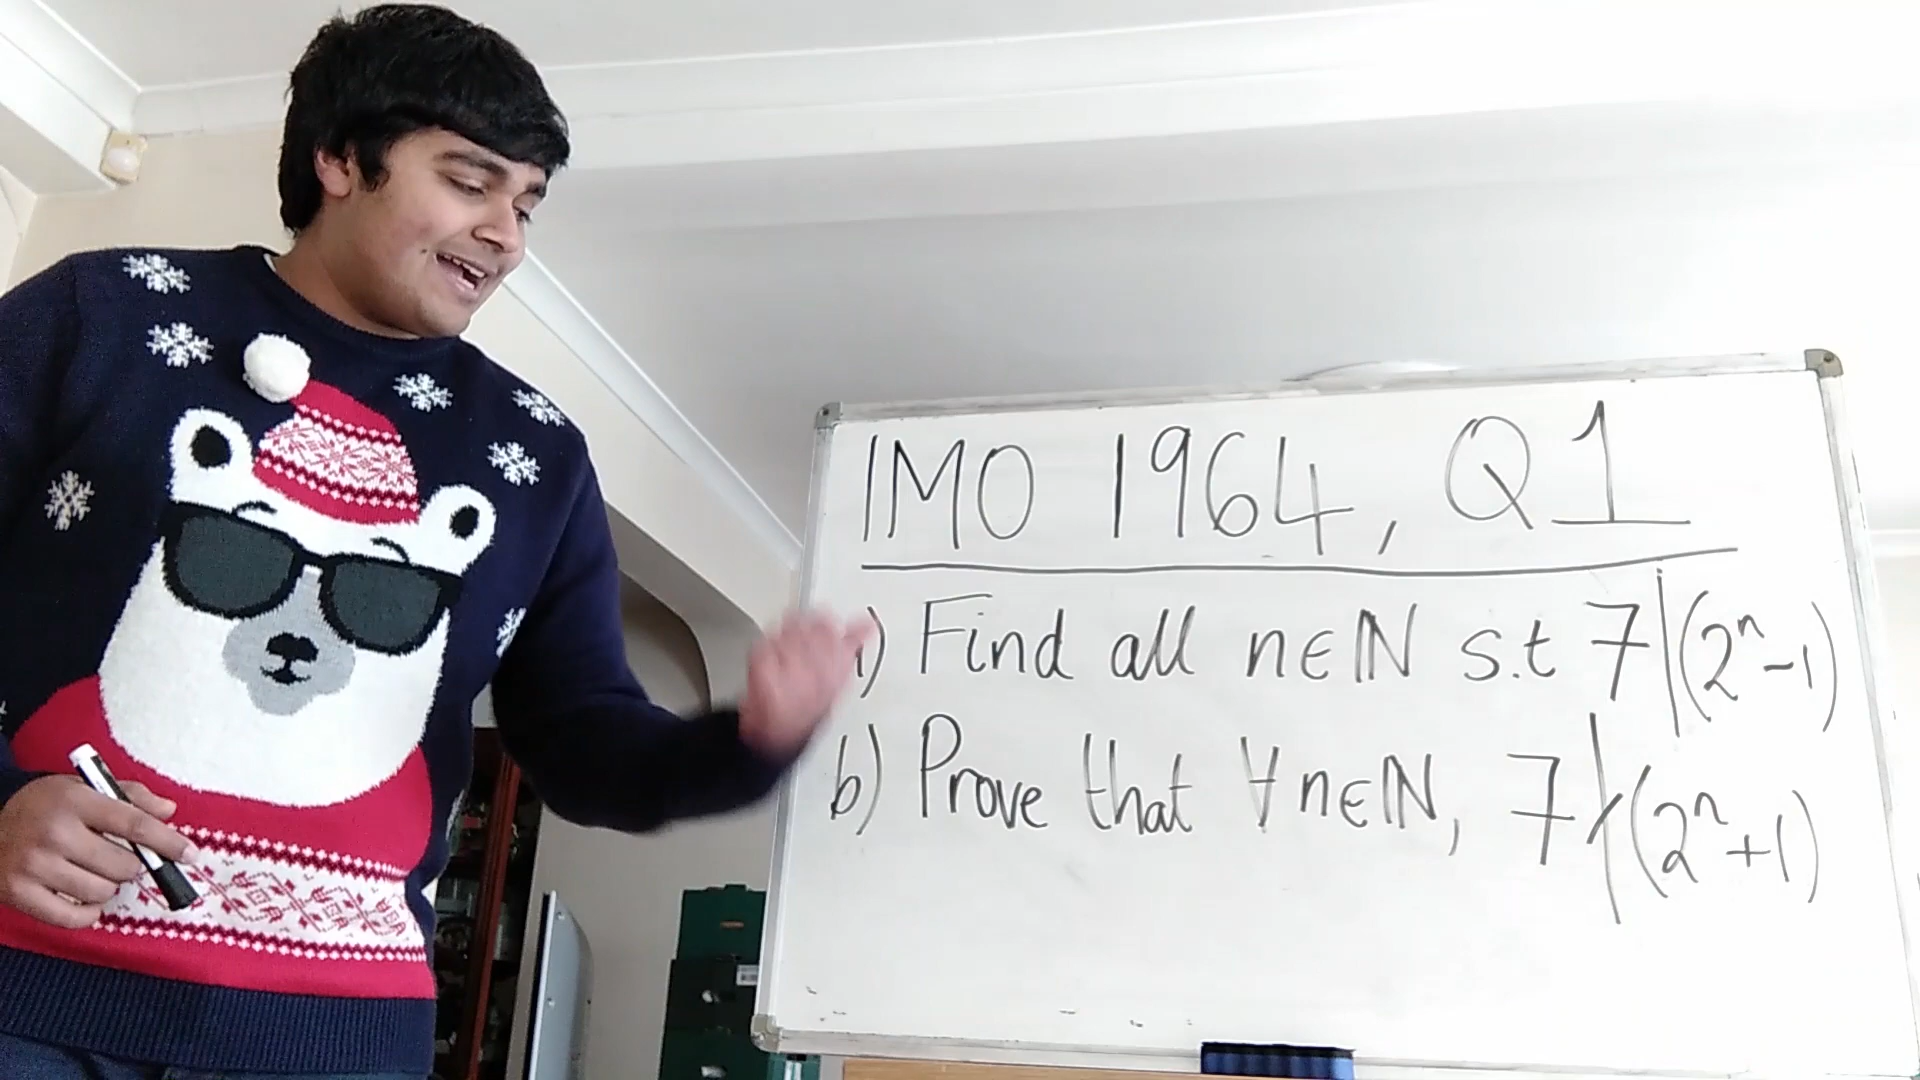 IMO 1964, Q1
a) Find all n∈ℕ s.t 7|(2ⁿ-1)
b) Prove that ∀n∈ℕ, 7∤(2ⁿ+1)